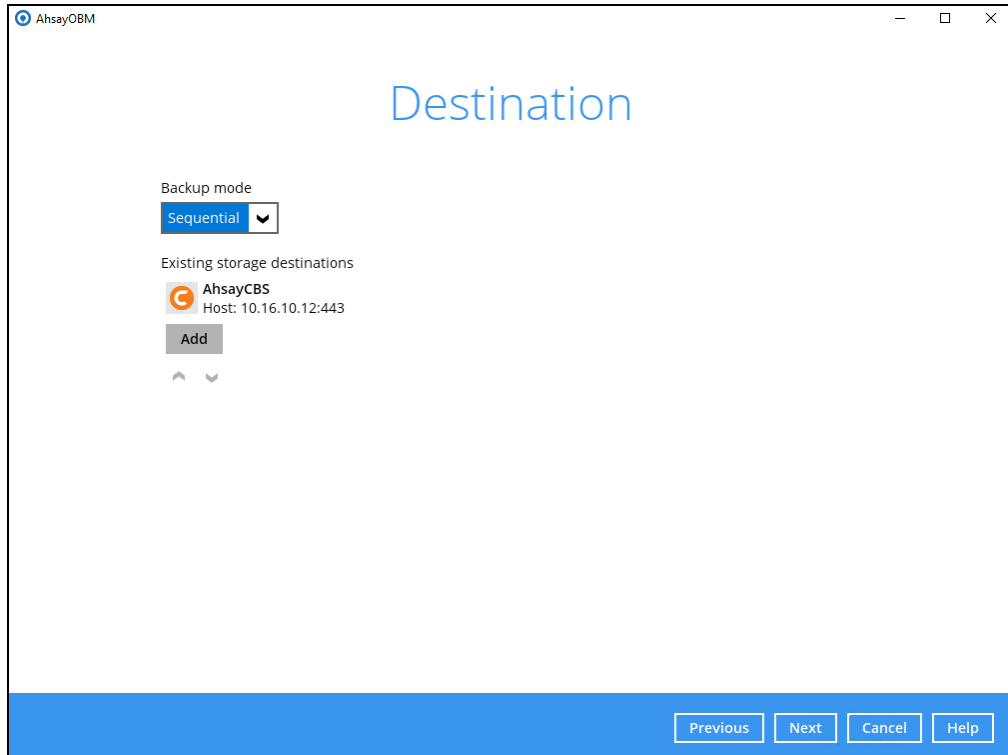 AhsayOBM
Destination
Backup mode
Sequential
Existing storage destinations
AhsayCBS
Host: 10.16.10.12:443
Add
Previous Next Cancel Help